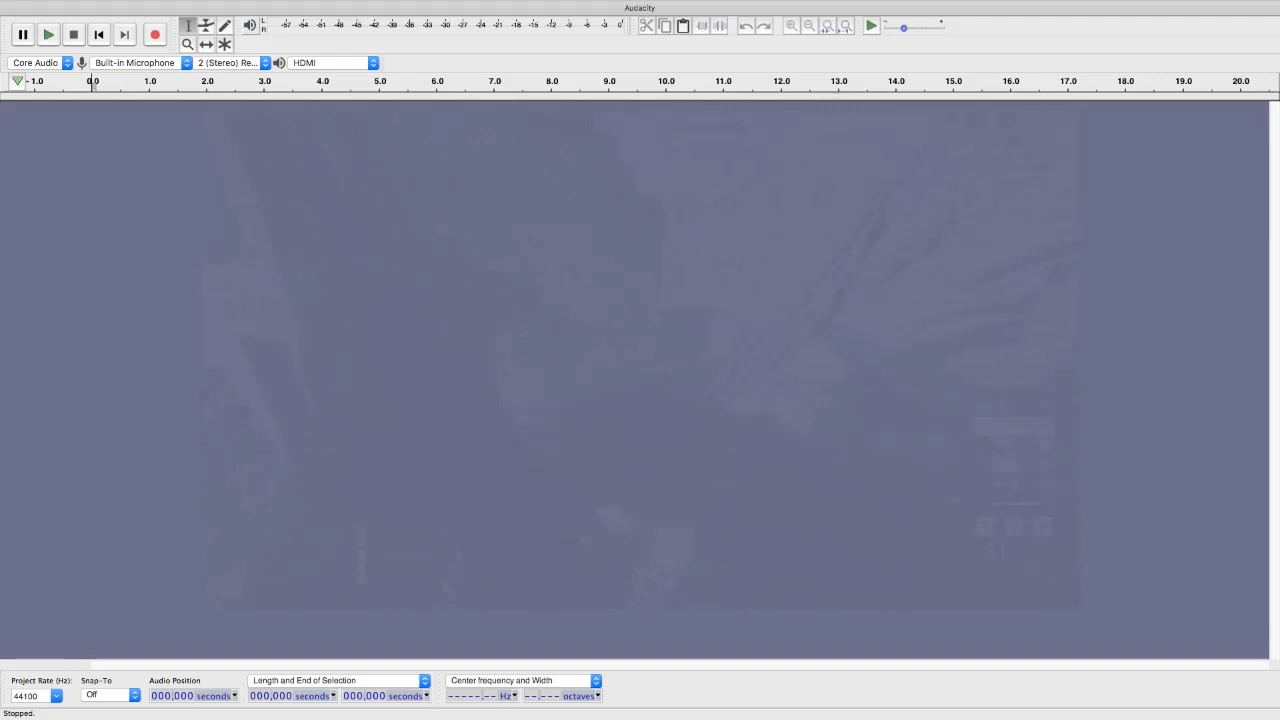 Audacity
L
R
-57 -54 -51 -48 -45 -42 -39 -36 -33 -30 -27 -24 -21 -18 -15 -12 -9 -6 -3 0
- +
Core Audio Built-in Microphone 2 (Stereo) Re... HDMI
- 1.0 0.0 1.0 2.0 3.0 4.0 5.0 6.0 7.0 8.0 9.0 10.0 11.0 12.0 13.0 14.0 15.0 16.0 17.0 18.0 19.0 20.0
Project Rate (Hz): Snap-To Audio Position Length and End of Selection Center frequency and Width
44100 Off 000,000 seconds 000,000 seconds 000,000 seconds -----.-- Hz --.--- octaves
Stopped.